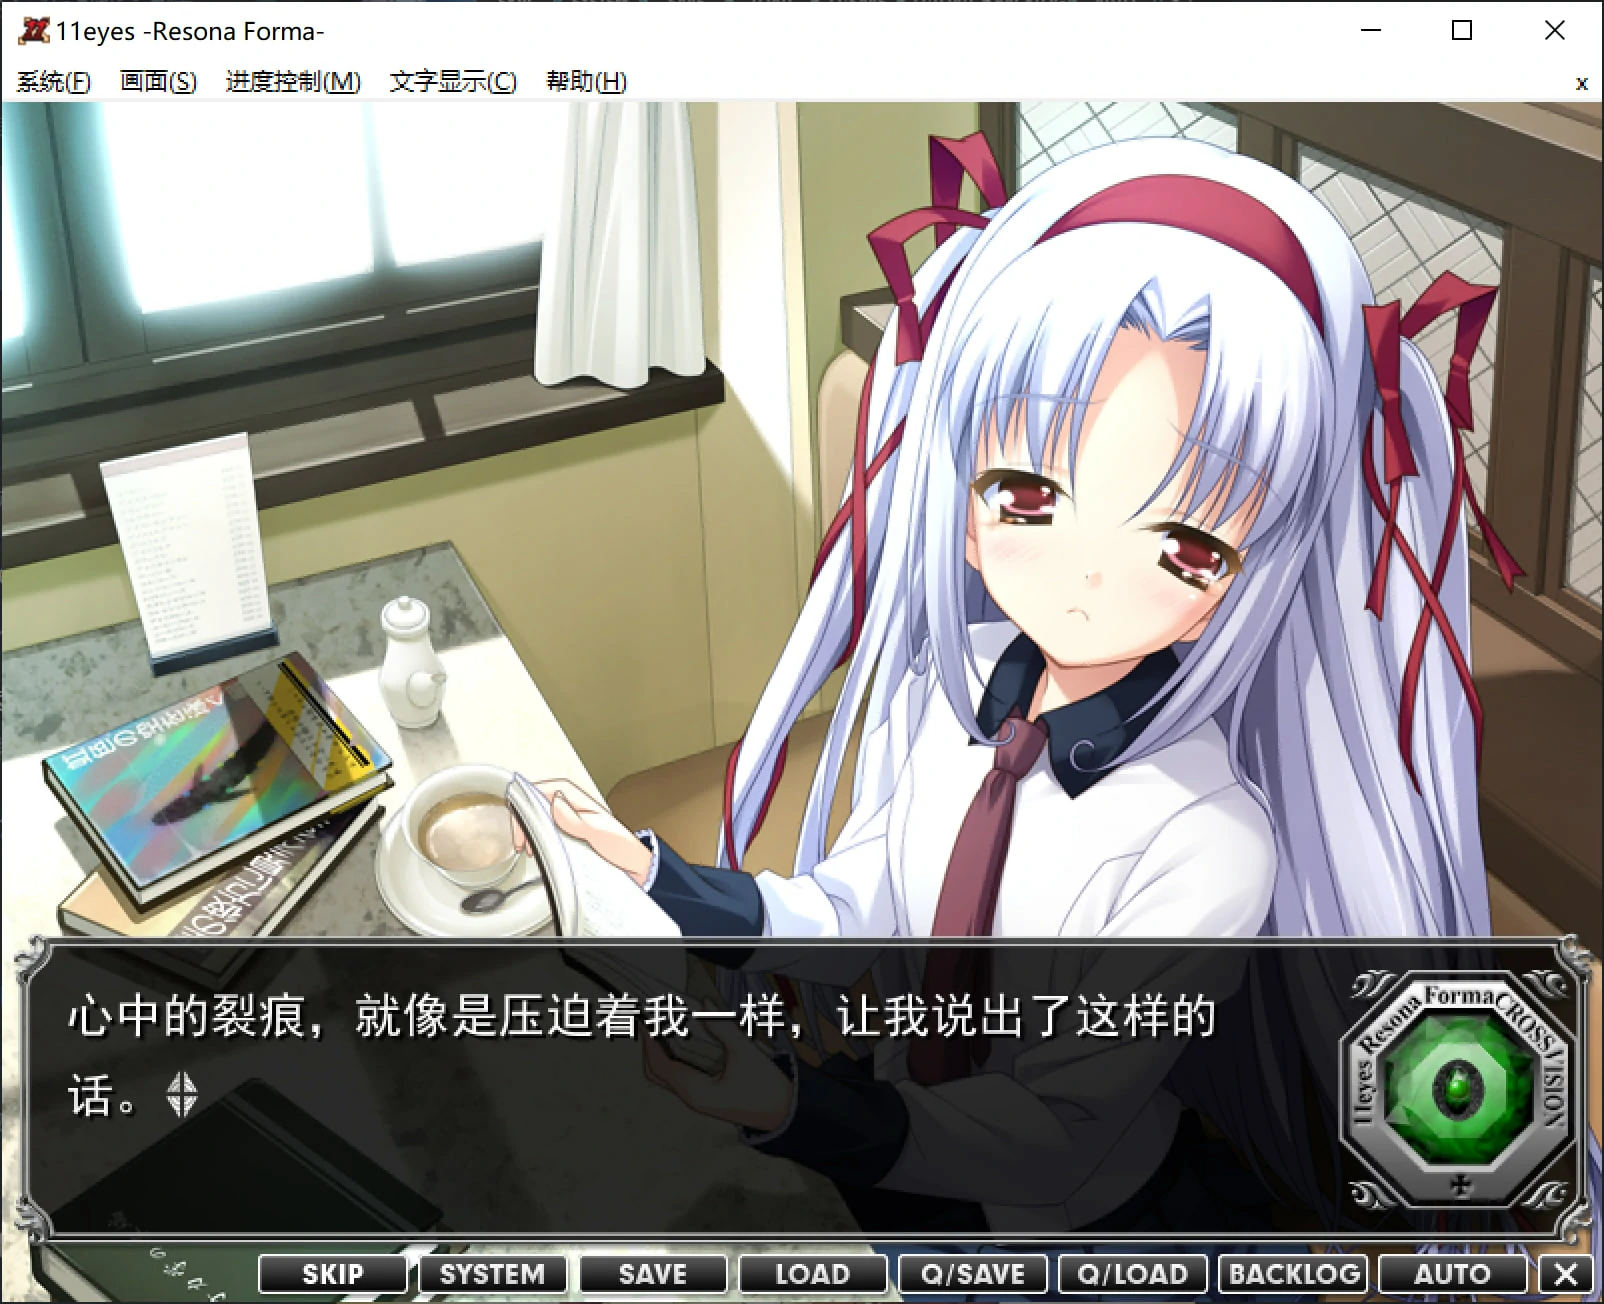 11eyes -Resona Forma-
系统(F) 画面(S) 进度控制(M) 文字显示(C) 帮助(H) x
心中的裂痕，就像是压迫着我一样，让我说出了这样的
话。
11eyes Resona Forma CROSS VISION
SKIP SYSTEM SAVE LOAD Q/SAVE Q/LOAD BACKLOG AUTO